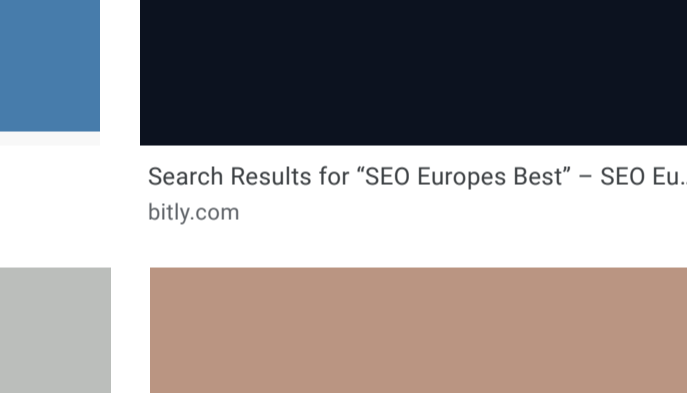 Search Results for “SEO Europes Best” – SEO Eu..
bitly.com